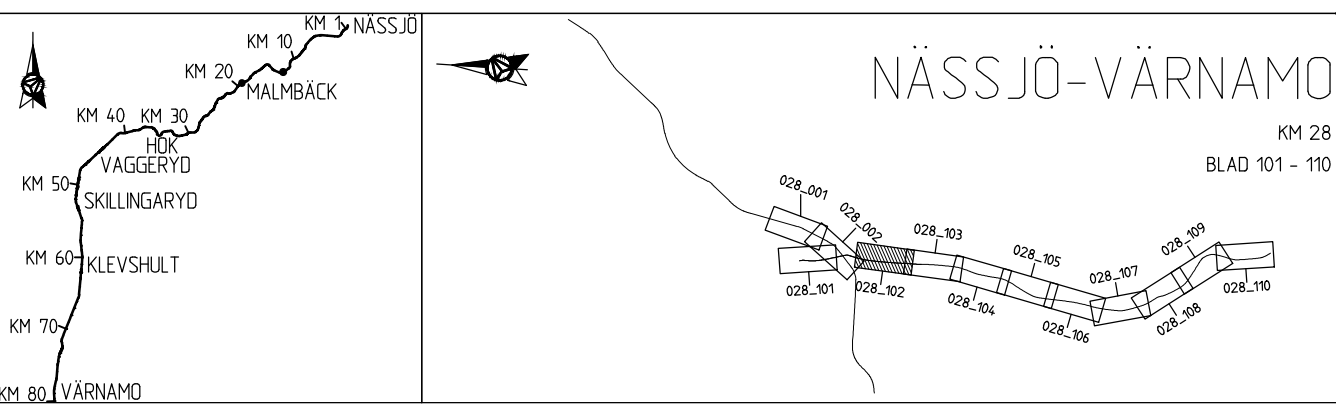 KM 1 NÄSSJÖ
KM 10
KM 20
MALMBÄCK
KM 40 KM 30
HOK
VAGGERYD
KM 50
SKILLINGARYD
KM 60
KLEVSHULT
KM 70
KM 80 VÄRNAMO
NÄSSJÖ-VÄRNAMO
KM 28
BLAD 101 - 110
028_001
028_002
028_103
028_105
028_107
028_109
028_101
028_102
028_104
028_106
028_108
028_110